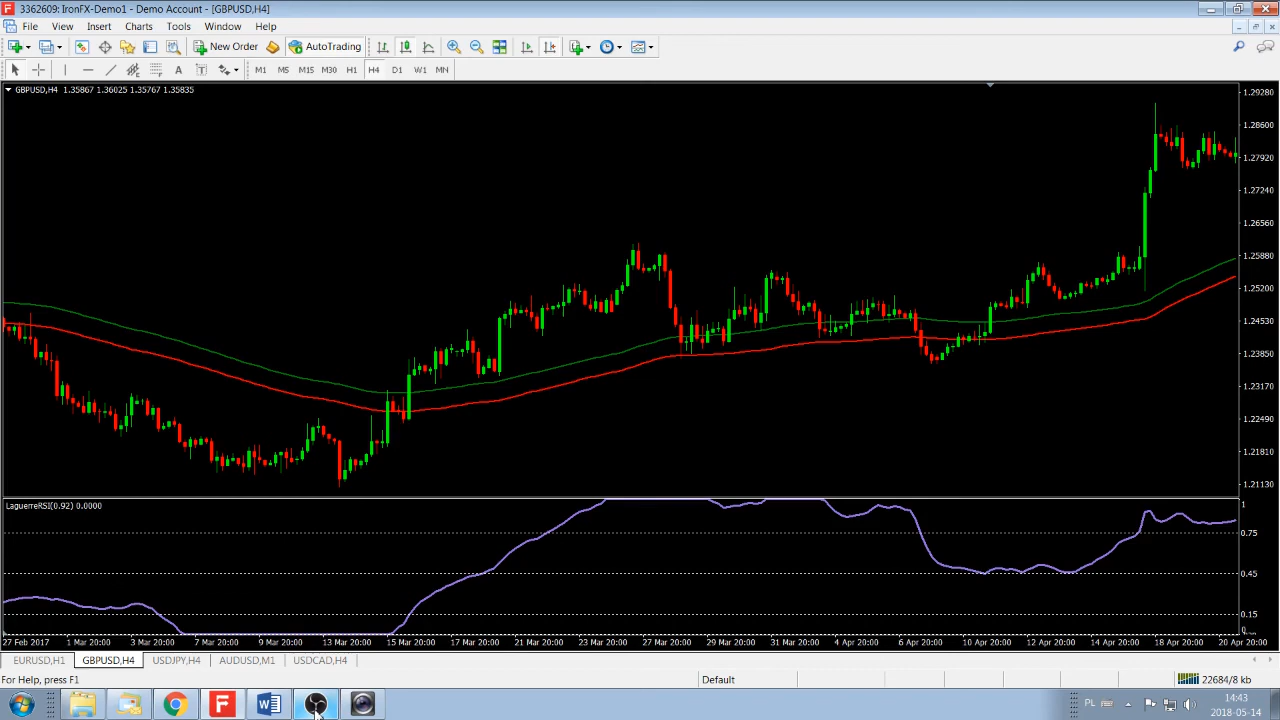 3362609: IronFX-Demo1 - Demo Account - [GBPUSD,H4]
File View Insert Charts Tools Window Help
New Order AutoTrading
A T M1 M5 M15 M30 H1 H4 D1 W1 MN
GBPUSD,H4 1.35867 1.36025 1.35767 1.35835
1.29280
1.28600
1.27920
1.27240
1.26560
1.25880
1.25200
1.24530
1.23850
1.23170
1.22490
1.21810
1.21130
LaguerreRSI(0.92) 0.0000
1
0.75
0.45
0.15
0
27 Feb 2017 1 Mar 20:00 3 Mar 20:00 7 Mar 20:00 9 Mar 20:00 13 Mar 20:00 15 Mar 20:00 17 Mar 20:00 21 Mar 20:00 23 Mar 20:00 27 Mar 20:00 29 Mar 20:00 31 Mar 20:00 4 Apr 20:00 6 Apr 20:00 10 Apr 20:00 12 Apr 20:00 14 Apr 20:00 18 Apr 20:00 20 Apr 20:00
EURUSD,H1 GBPUSD,H4 USDJPY,H4 AUDUSD,M1 USDCAD,H4
For Help, press F1 Default 22684/8 kb
PL 14:43
2018-05-14